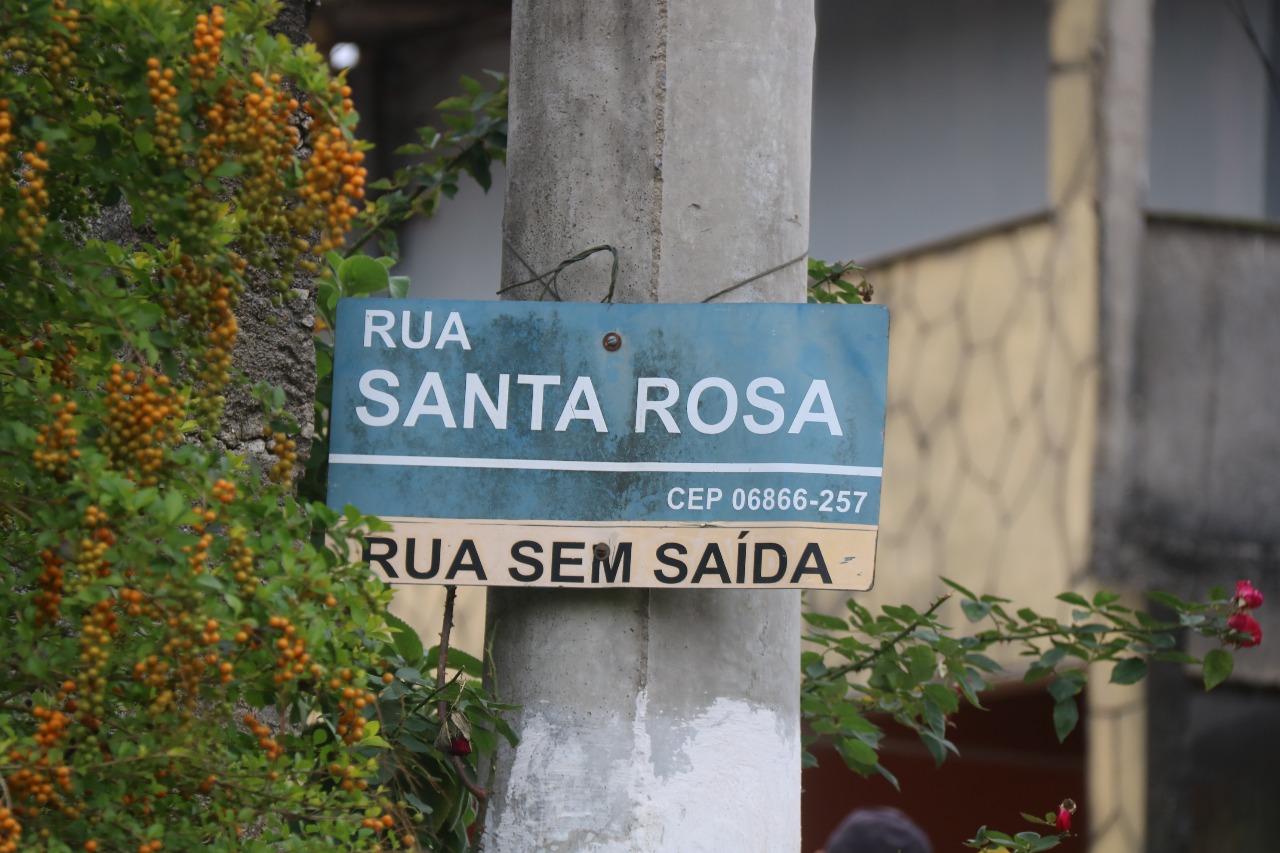 RUA
SANTA ROSA
CEP 06866-257
RUA SEM SAÍDA